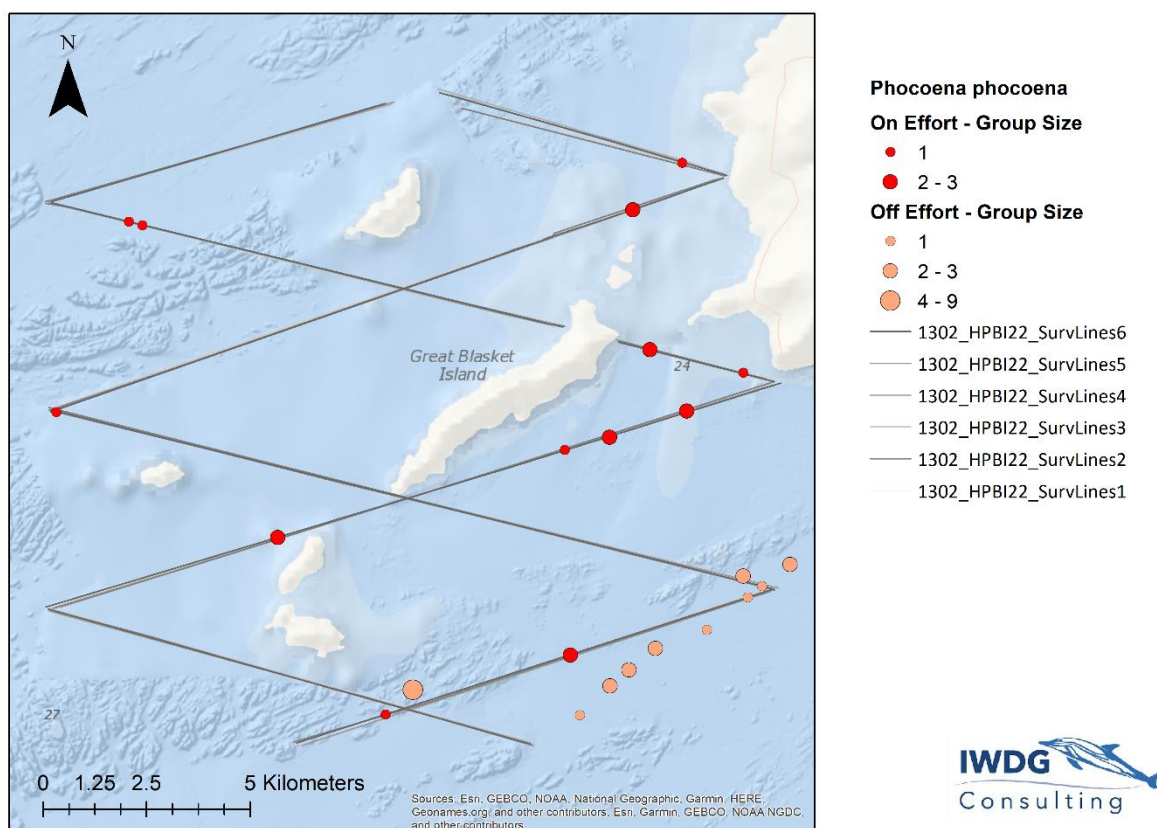 N
Great Blasket
Island
24
27
0 1.25 2.5 5 Kilometers
Sources: Esri, GEBCO, NOAA, National Geographic, Garmin, HERE,
Geonames.org, and other contributors, Esri, Garmin, GEBCO, NOAA NGDC,
and other contributors
Phocoena phocoena
On Effort - Group Size
1
2 - 3
Off Effort - Group Size
1
2 - 3
4 - 9
1302_HPBI22_SurvLines6
1302_HPBI22_SurvLines5
1302_HPBI22_SurvLines4
1302_HPBI22_SurvLines3
1302_HPBI22_SurvLines2
1302_HPBI22_SurvLines1
IWDG
Consulting